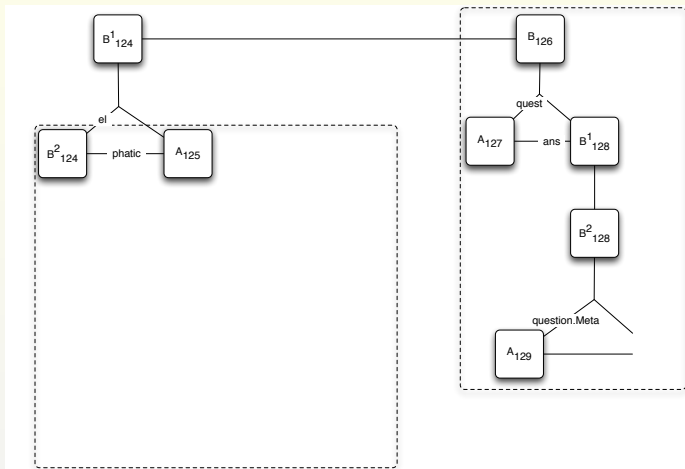 B¹₁₂₄
B₁₂₆
el
quest
B²₁₂₄
phatic
A₁₂₅
A₁₂₇
ans
B¹₁₂₈
B²₁₂₈
question.Meta
A₁₂₉